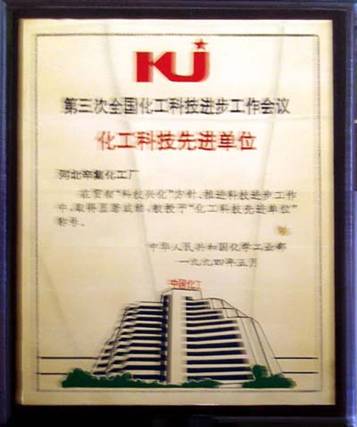 KJ
第三次全国化工科技进步工作会议
化工科技先进单位
河北辛集化工厂
在贯彻“科技兴化”方针、推进科技进步工作
中，取得显著成绩，被授予“化工科技先进单位”
称号。
中华人民共和国化学工业部
一九九四年五月
中国化工